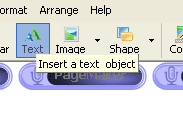 ormat Arrange Help
ar Text Image Shape Co
Insert a text object
PageMaker